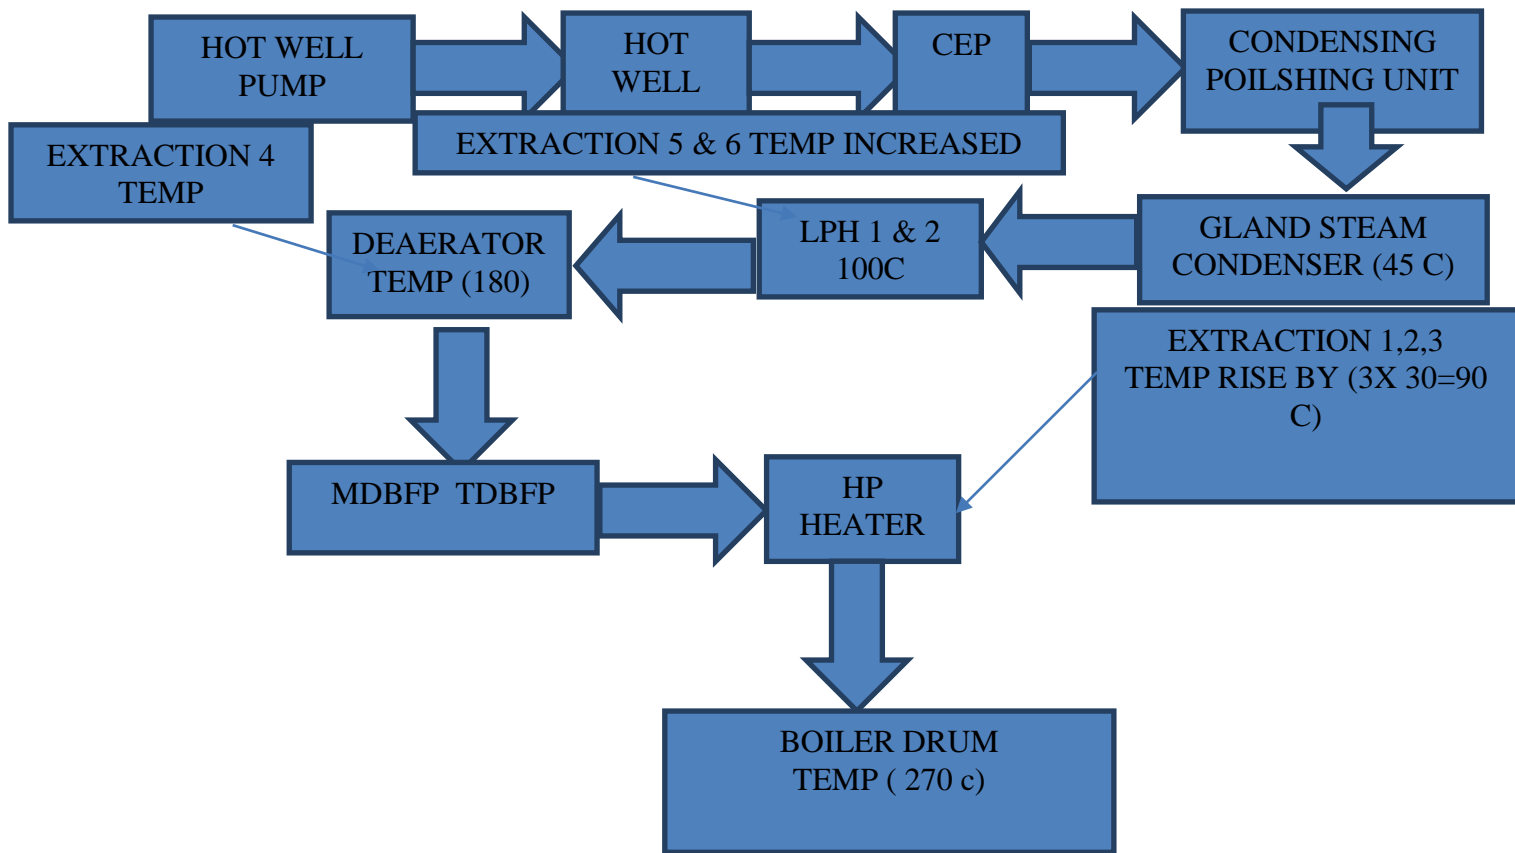 HOT WELL
PUMP
HOT
WELL
CEP
CONDENSING
POILSHING UNIT
EXTRACTION 4
TEMP
EXTRACTION 5 & 6 TEMP INCREASED
DEAERATOR
TEMP (180)
LPH 1 & 2
100C
GLAND STEAM
CONDENSER (45 C)
EXTRACTION 1,2,3
TEMP RISE BY (3X 30=90
C)
MDBFP TDBFP
HP
HEATER
BOILER DRUM
TEMP ( 270 c)